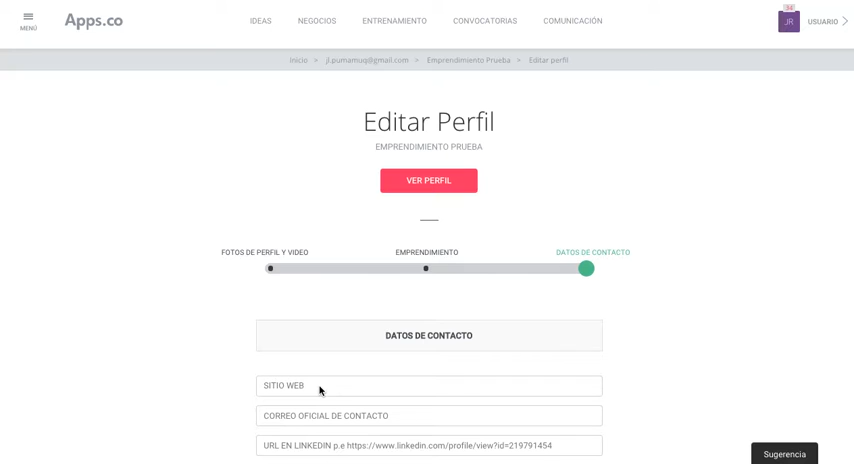 MENÚ
Apps.co
IDEAS NEGOCIOS ENTRENAMIENTO CONVOCATORIAS COMUNICACIÓN
34
JR
USUARIO
Inicio > jl.pumamuq@gmail.com > Emprendimiento Prueba > Editar perfil
Editar Perfil
EMPRENDIMIENTO PRUEBA
VER PERFIL
FOTOS DE PERFIL Y VIDEO EMPRENDIMIENTO DATOS DE CONTACTO
DATOS DE CONTACTO
SITIO WEB
CORREO OFICIAL DE CONTACTO
URL EN LINKEDIN p.e https://www.linkedin.com/profile/view?id=219791454
Sugerencia